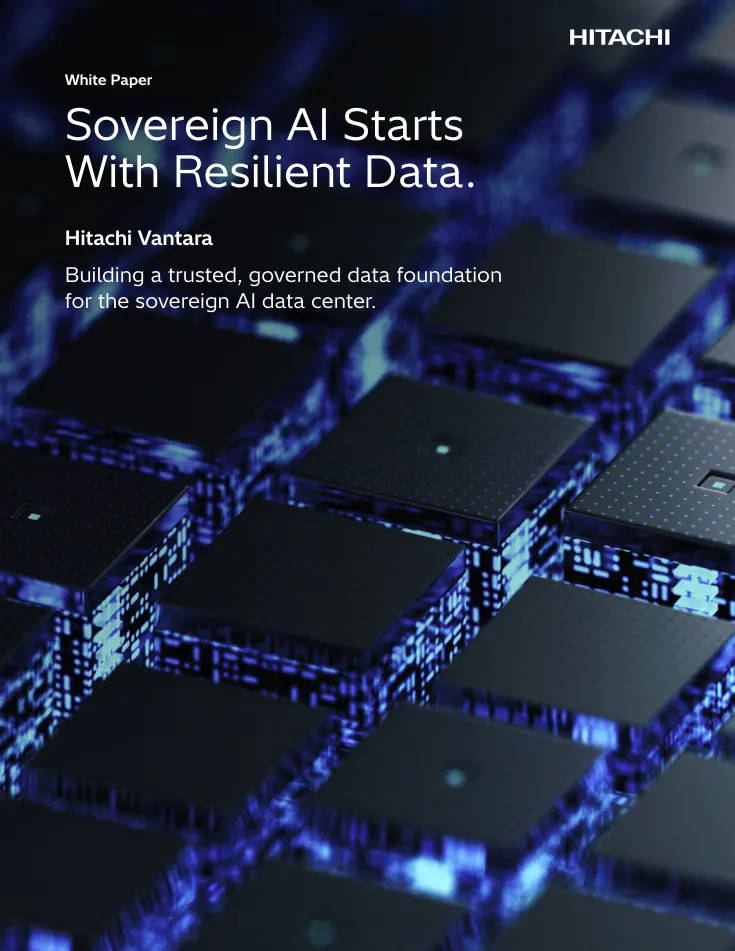 HITACHI
White Paper
Sovereign AI Starts
With Resilient Data.
Hitachi Vantara
Building a trusted, governed data foundation
for the sovereign AI data center.